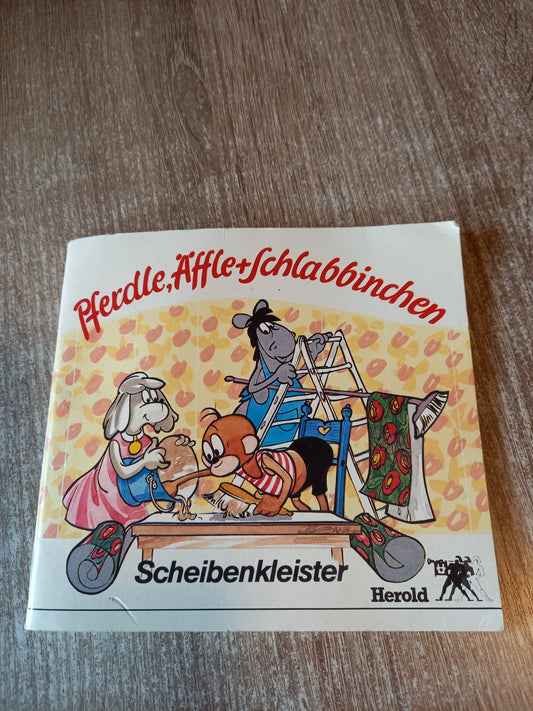 Pferdle, Äffle+Schlabbinchen
Scheibenkleister
Herold